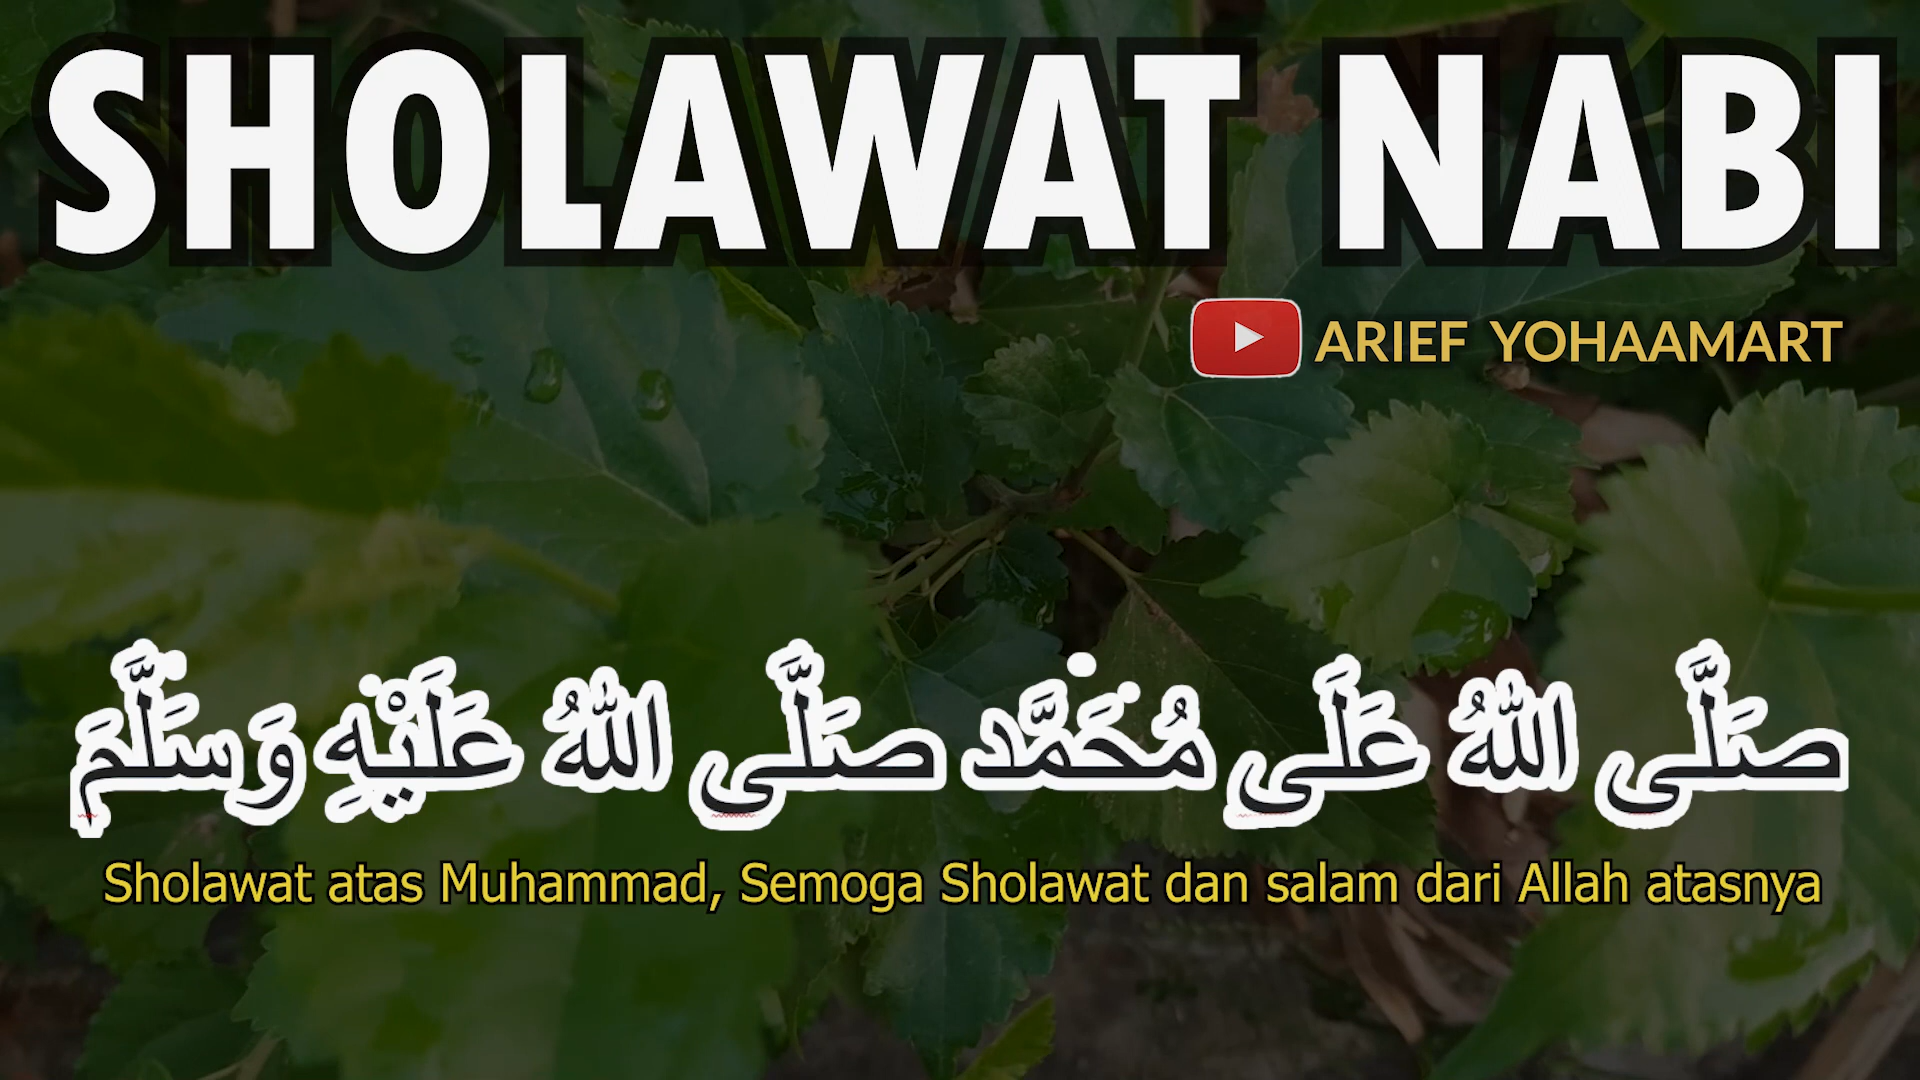 SHOLAWAT NABI
ARIEF YOHAAMART
صَلَّى اللهُ عَلَى مُحَمَّد صَلَّى اللهُ عَلَيْهِ وَسَلَّمَ
Sholawat atas Muhammad, Semoga Sholawat dan salam dari Allah atasnya